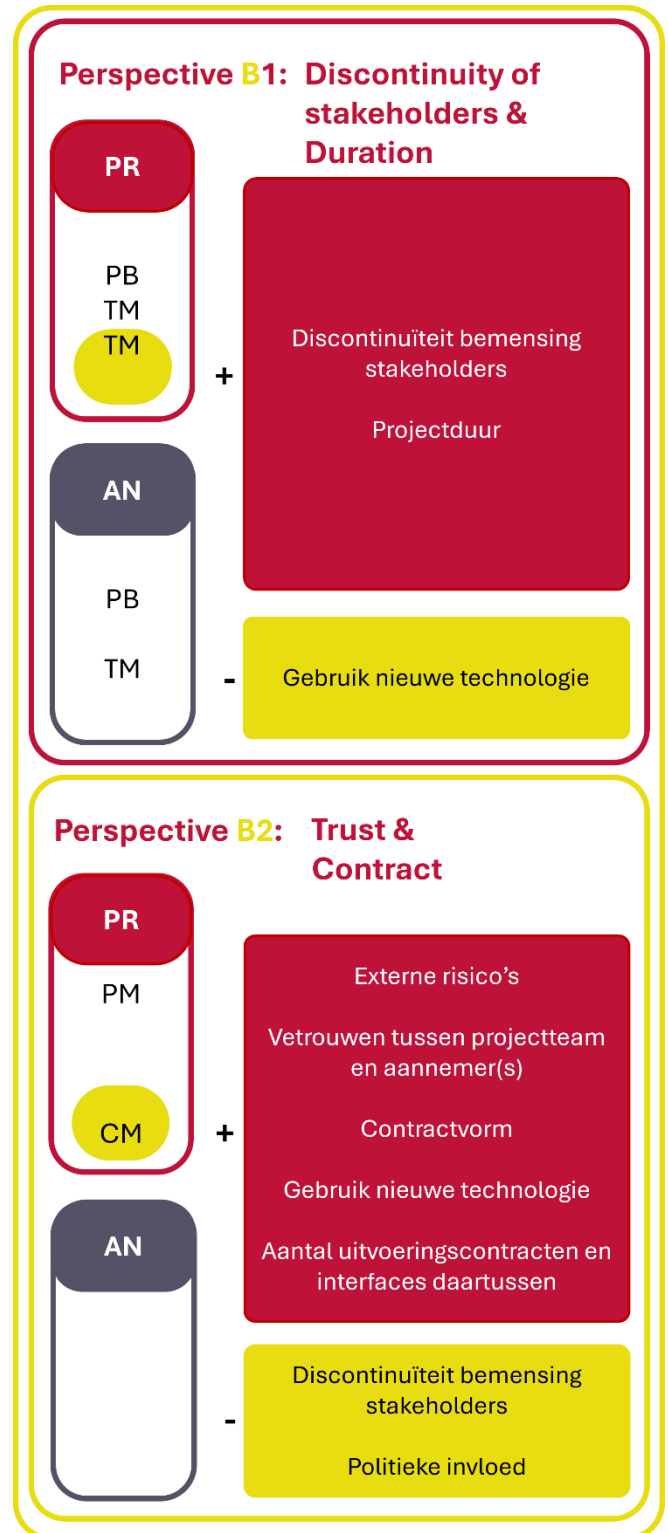 Perspective B1: Discontinuity of
stakeholders &
Duration
PR
PB
TM
TM
+
Discontinuïteit bemensing
stakeholders
Projectduur
AN
PB
TM
-
Gebruik nieuwe technologie
Perspective B2: Trust &
Contract
PR
PM
CM
+
Externe risico’s
Vetrouwen tussen projectteam
en aannemer(s)
Contractvorm
Gebruik nieuwe technologie
Aantal uitvoeringscontracten en
interfaces daartussen
AN
-
Discontinuïteit bemensing
stakeholders
Politieke invloed